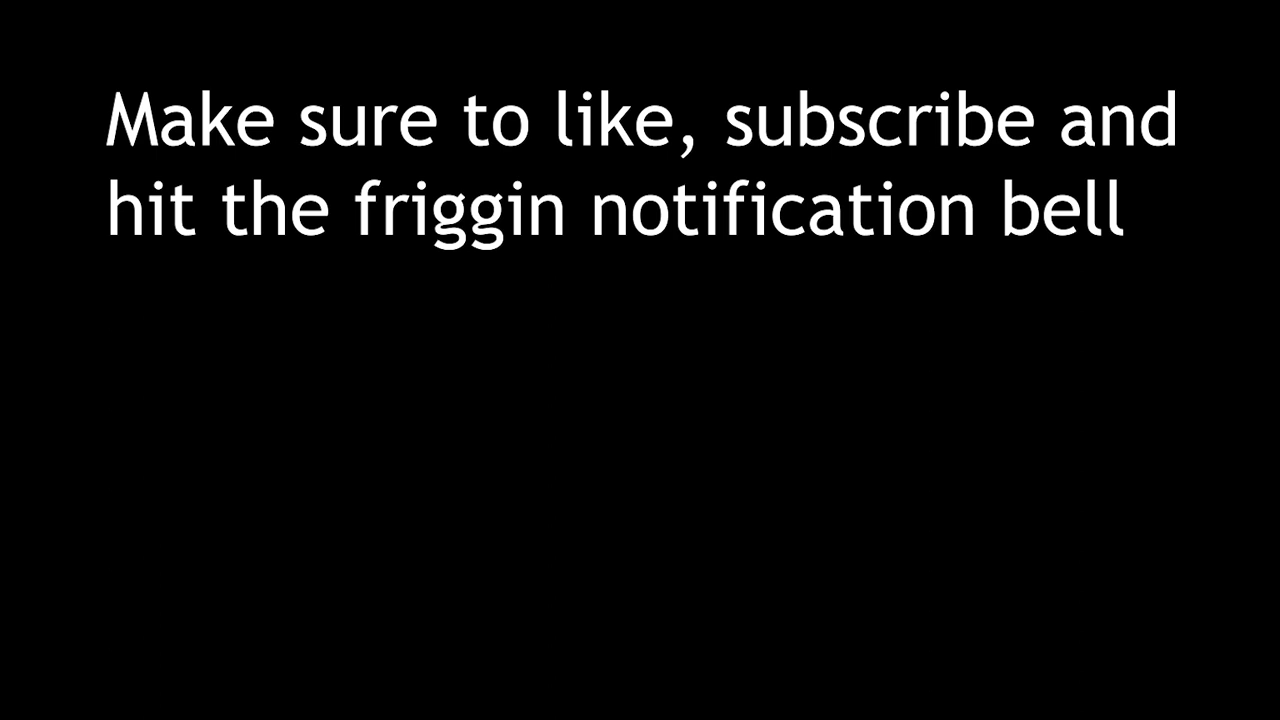 Make sure to like, subscribe and
hit the friggin notification bell